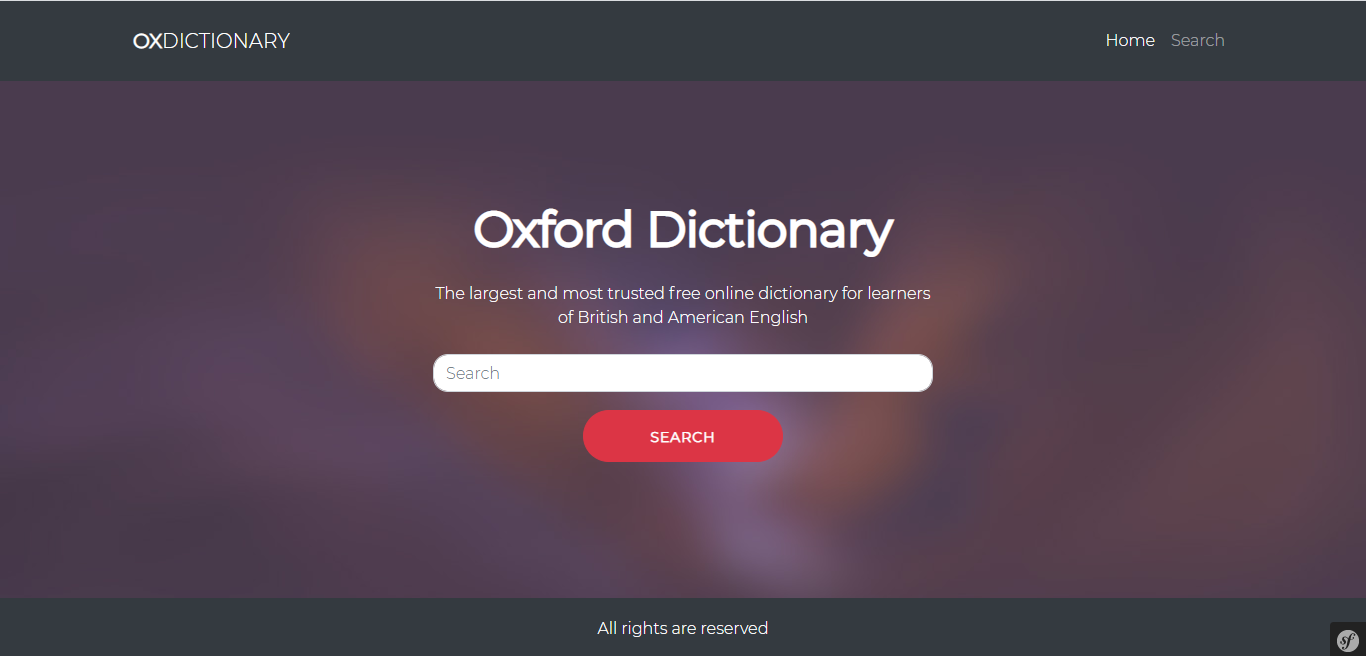 OXDICTIONARY
Home Search
Oxford Dictionary
The largest and most trusted free online dictionary for learners
of British and American English
Search
SEARCH
All rights are reserved
sf